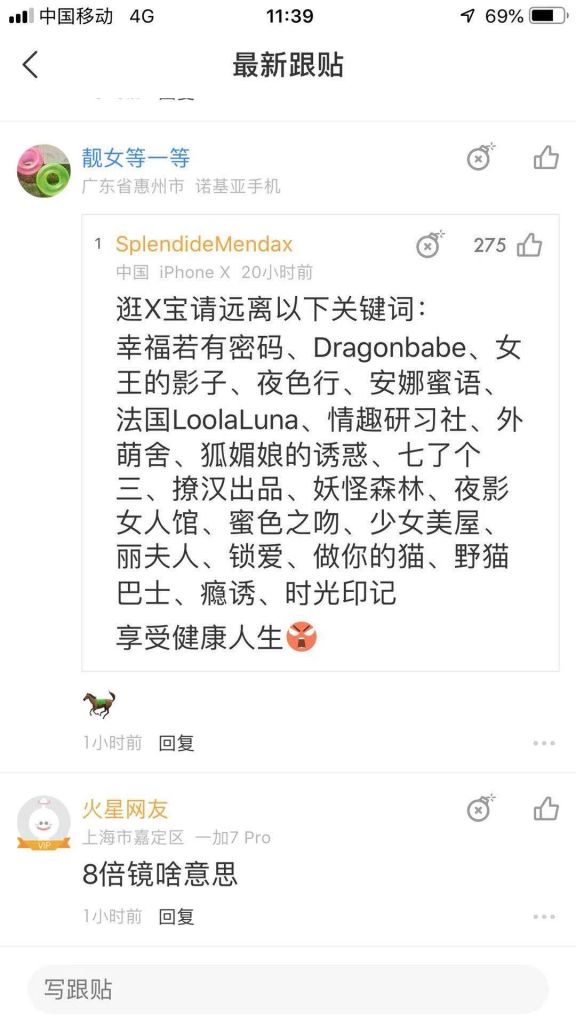 中国移动 4G 11:39 69%
最新跟贴
靓女等一等
广东省惠州市 诺基亚手机
1 SplendideMendax 275
中国 iPhone X 20小时前
逛X宝请远离以下关键词：
幸福若有密码、Dragonbabe、女
王的影子、夜色行、安娜蜜语、
法国LoolaLuna、情趣研习社、外
萌舍、狐媚娘的诱惑、七了个
三、撩汉出品、妖怪森林、夜影
女人馆、蜜色之吻、少女美屋、
丽夫人、锁爱、做你的猫、野猫
巴士、瘾诱、时光印记
享受健康人生
1小时前 回复
火星网友
VIP
上海市嘉定区 一加7 Pro
8倍镜啥意思
1小时前 回复
写跟贴